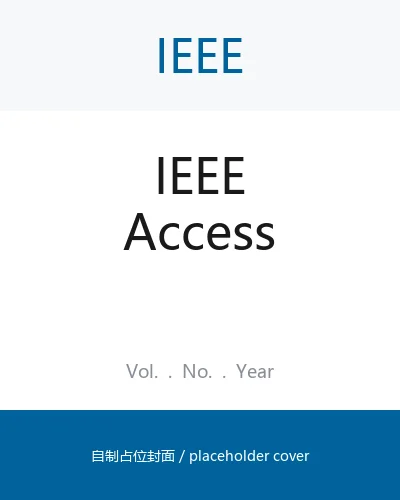 IEEE
IEEE
Access
Vol. . No. . Year
自制占位封面 / placeholder cover